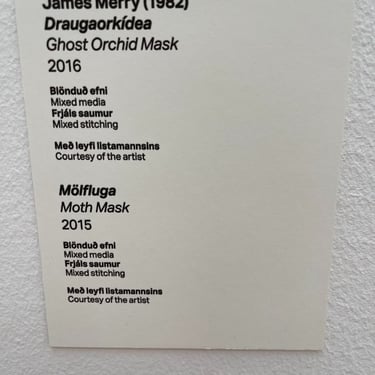 James Merry (1982)
Draugaorkídea
Ghost Orchid Mask
2016
Blönduð efni
Mixed media
Frjáls saumur
Mixed stitching
Með leyfi listamannsins
Courtesy of the artist
Mölfluga
Moth Mask
2015
Blönduð efni
Mixed media
Frjáls saumur
Mixed stitching
Með leyfi listamannsins
Courtesy of the artist